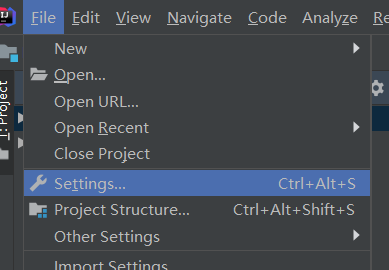 File Edit View Navigate Code Analyze Re
New
Open...
Open URL...
Open Recent
Close Project
Settings... Ctrl+Alt+S
Project Structure... Ctrl+Alt+Shift+S
Other Settings
Import Settings
1: Project